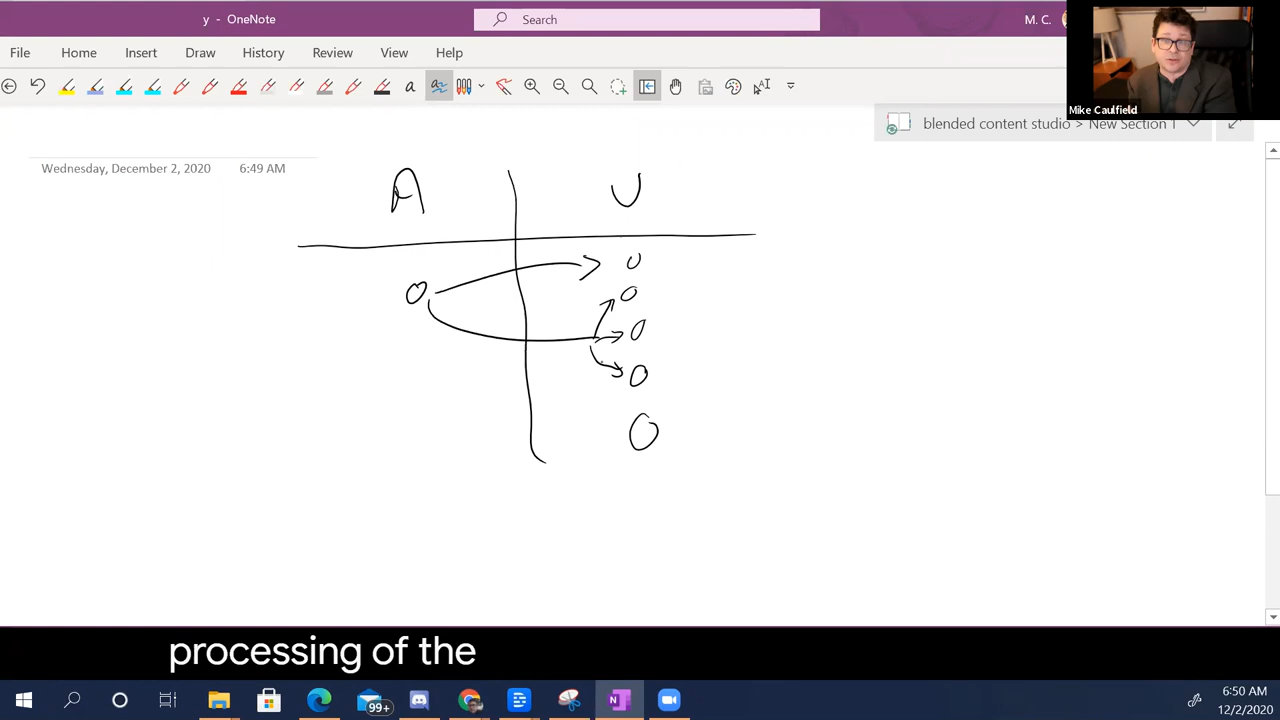 y - OneNote
Search
M. C.
File Home Insert Draw History Review View Help
Mike Caulfield
blended content studio > New Section 1
Wednesday, December 2, 2020 6:49 AM
A U
processing of the
99+
6:50 AM
12/2/2020